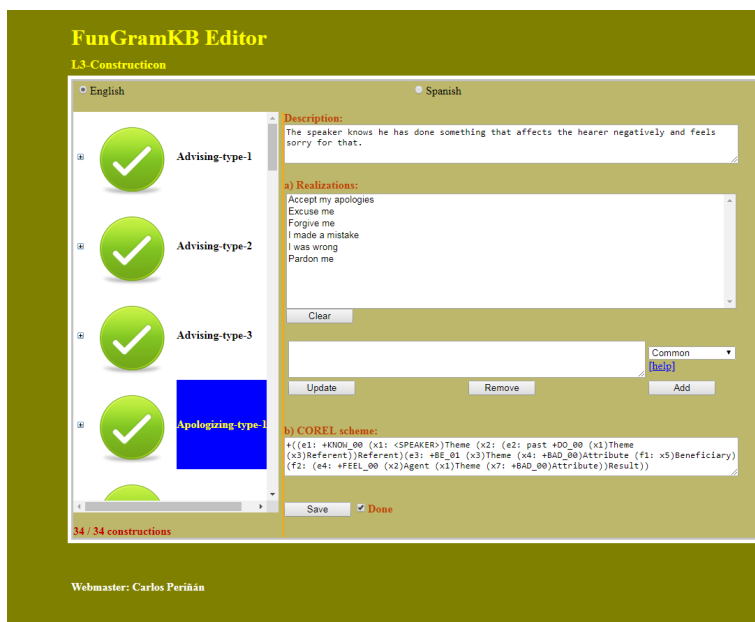 FunGramKB Editor
L3-Constructicon
English
Spanish
Advising-type-1
Advising-type-2
Advising-type-3
Apologizing-type-1
34 / 34 constructions
Description:
The speaker knows he has done something that affects the hearer negatively and feels
sorry for that.
a) Realizations:
Accept my apologies
Excuse me
Forgive me
I made a mistake
I was wrong
Pardon me
Clear
Common
[help]
Update
Remove
Add
b) COREL scheme:
+((e1: +KNOW_00 (x1: <SPEAKER>)Theme (x2: (e2: past +DO_00 (x1)Theme
(x3)Referent))Referent)(e3: +BE_01 (x3)Theme (x4: +BAD_00)Attribute (f1: x5)Beneficiary)
(f2: (e4: +FEEL_00 (x2)Agent (x1)Theme (x7: +BAD_00)Attribute))Result))
Save
Done
Webmaster: Carlos Periñán